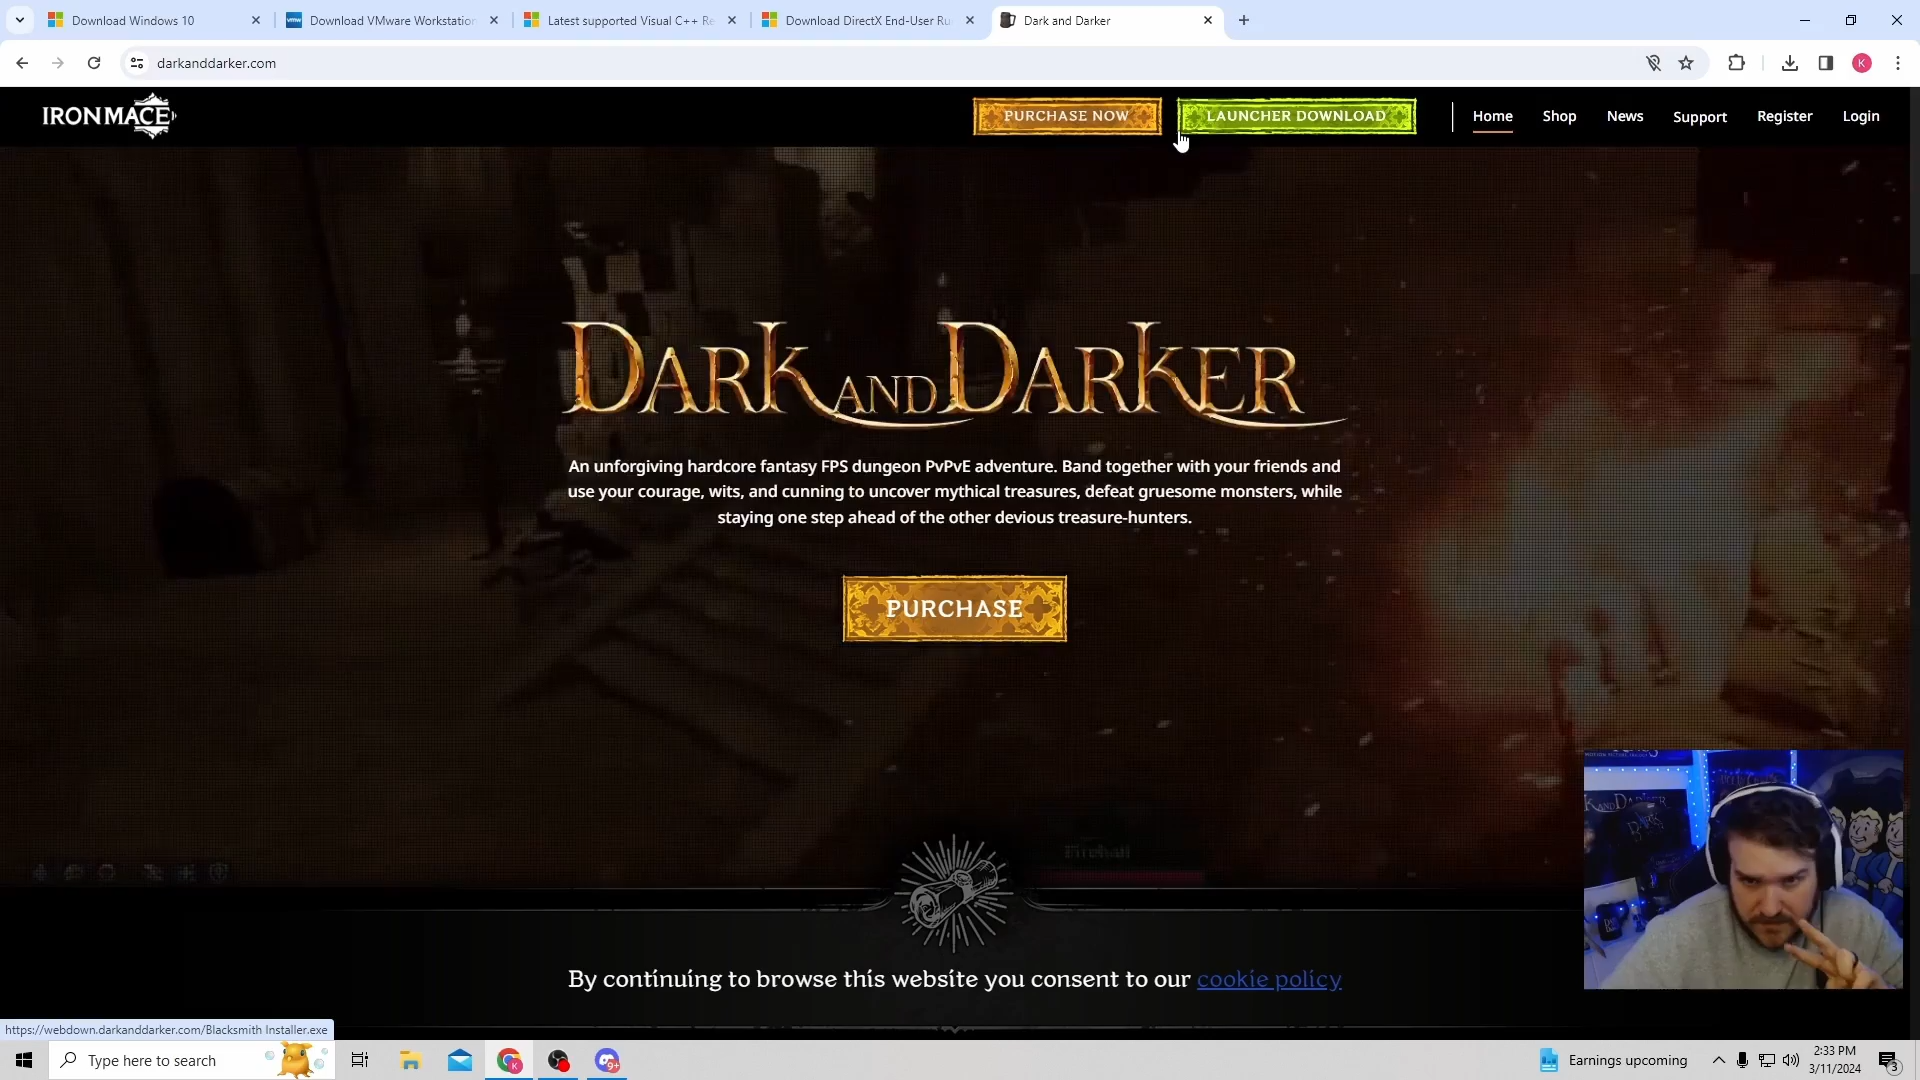 Download Windows 10
Download VMware Workstation
Latest supported Visual C++ Re
Download DirectX End-User Ru
Dark and Darker
darkanddarker.com
K
IRONMACE
PURCHASE NOW
LAUNCHER DOWNLOAD
Home
Shop
News
Support
Register
Login
DARK AND DARKER
An unforgiving hardcore fantasy FPS dungeon PvPvE adventure. Band together with your friends and
use your courage, wits, and cunning to uncover mythical treasures, defeat gruesome monsters, while
staying one step ahead of the other devious treasure-hunters.
PURCHASE
Fireball
By continuing to browse this website you consent to our cookie policy
https://webdown.darkanddarker.com/Blacksmith Installer.exe
Type here to search
9+
Earnings upcoming
2:33 PM
3/11/2024
3